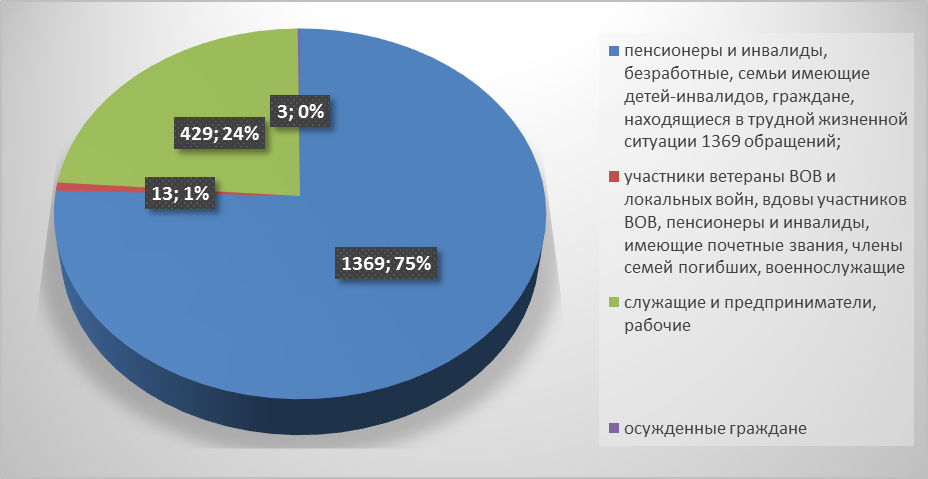 3; 0%
429; 24%
13; 1%
1369; 75%
пенсионеры и инвалиды,
безработные, семьи имеющие
детей-инвалидов, граждане,
находящиеся в трудной жизненной
ситуации 1369 обращений;
участники ветераны ВОВ и
локальных войн, вдовы участников
ВОВ, пенсионеры и инвалиды,
имеющие почетные звания, члены
семей погибших, военнослужащие
служащие и предприниматели,
рабочие
осужденные граждане